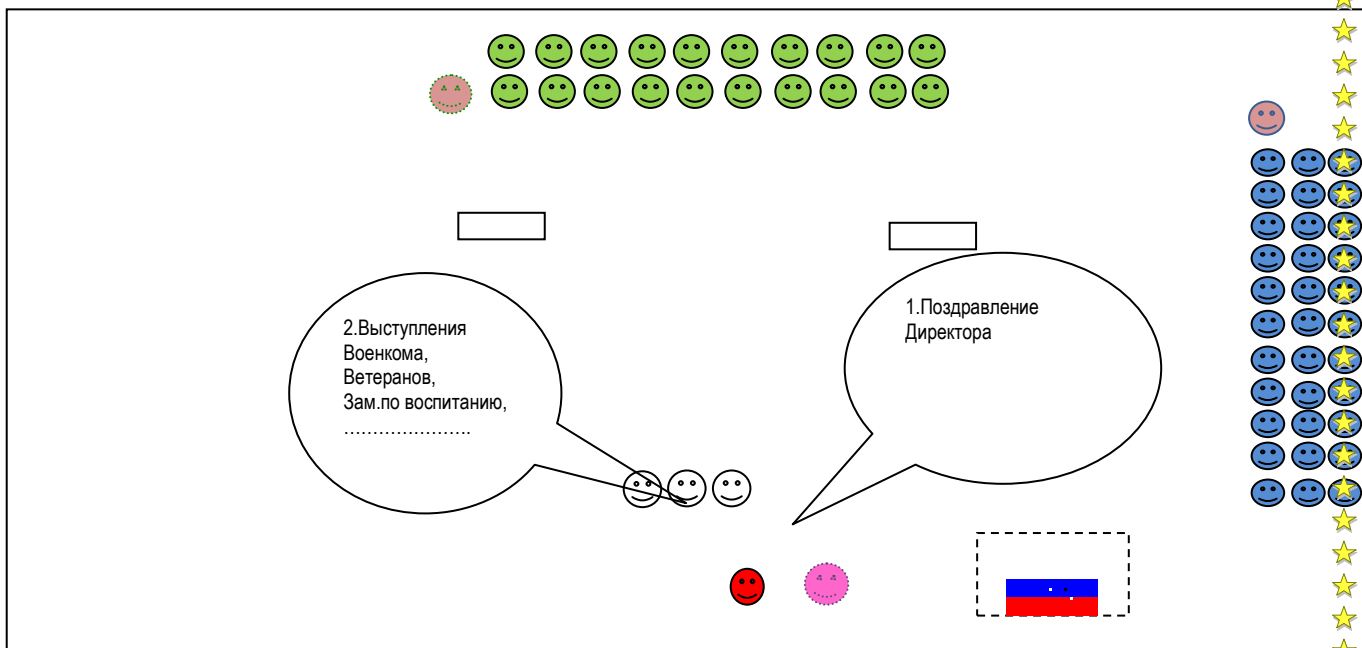 1.Поздравление
Директора
2.Выступления
Военкома,
Ветеранов,
Зам.по воспитанию,
......................